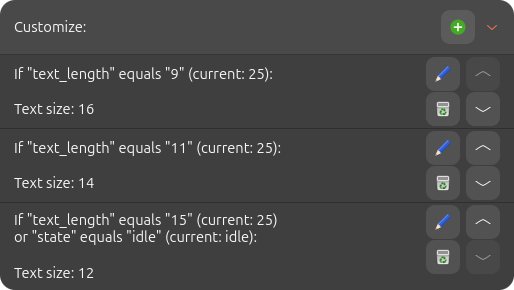 Customize:
If "text_length" equals "9" (current: 25):
Text size: 16
If "text_length" equals "11" (current: 25):
Text size: 14
If "text_length" equals "15" (current: 25)
or "state" equals "idle" (current: idle):
Text size: 12